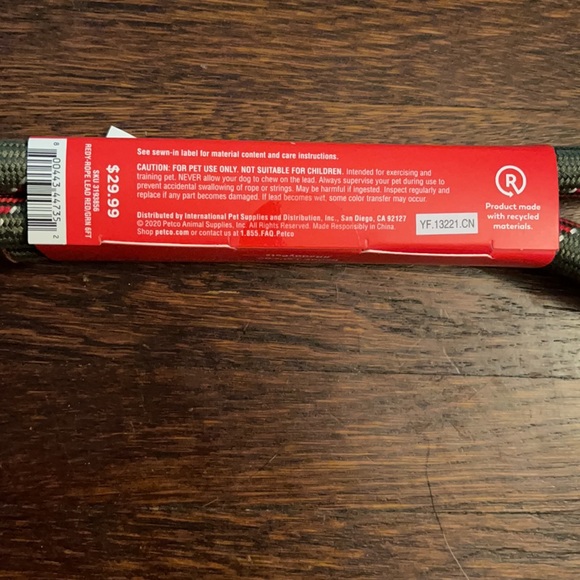 See sewn-in label for material content and care instructions.
CAUTION: FOR PET USE ONLY. NOT SUITABLE FOR CHILDREN. Intended for exercising and
training pet. NEVER allow your dog to chew on the lead. Always supervise your pet during use to
prevent accidental swallowing of rope or strings. May be harmful if ingested. Inspect regularly and
replace if any part becomes damaged. If lead becomes wet, some color transfer may occur.
Distributed by International Pet Supplies and Distribution, Inc., San Diego, CA 92127
© 2020 Petco Animal Supplies, Inc. All Rights Reserved. Made Responsibly in China.
Shop petco.com or contact us at 1.855.FAQ.Petco
YF.13221.CN
R
Product made
with recycled
materials.
$29.99
REDY-ROPE LEAD RED/GRN 6FT